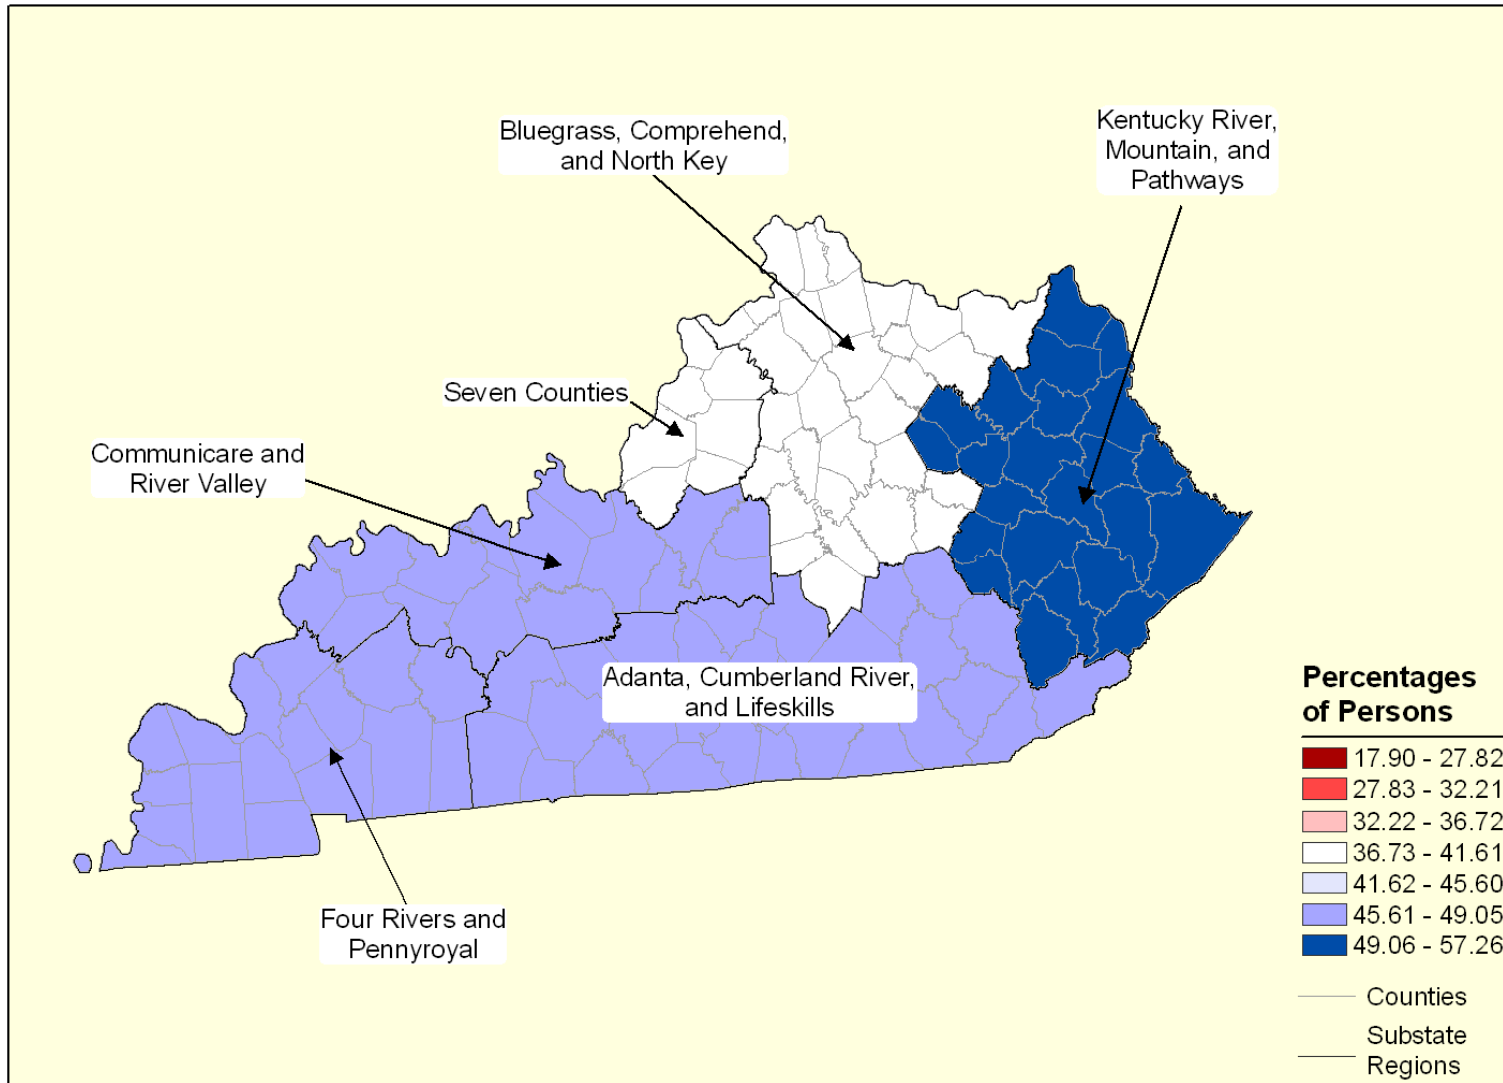 Bluegrass, Comprehend,
and North Key
Kentucky River,
Mountain, and
Pathways
Seven Counties
Communicare and
River Valley
Adanta, Cumberland River,
and Lifeskills
Four Rivers and
Pennyroyal
Percentages
of Persons
17.90 - 27.82
27.83 - 32.21
32.22 - 36.72
36.73 - 41.61
41.62 - 45.60
45.61 - 49.05
49.06 - 57.26
Counties
Substate
Regions